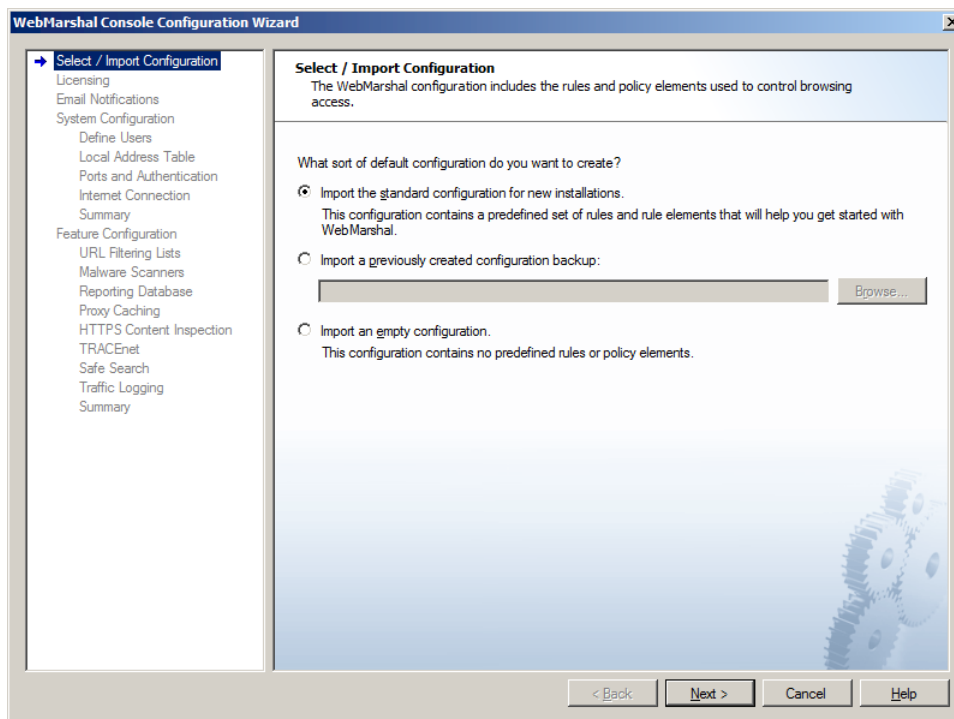 WebMarshal Console Configuration Wizard
Select / Import Configuration
Licensing
Email Notifications
System Configuration
Define Users
Local Address Table
Ports and Authentication
Internet Connection
Summary
Feature Configuration
URL Filtering Lists
Malware Scanners
Reporting Database
Proxy Caching
HTTPS Content Inspection
TRACEnet
Safe Search
Traffic Logging
Summary
Select / Import Configuration
The WebMarshal configuration includes the rules and policy elements used to control browsing
access.
What sort of default configuration do you want to create?
Import the standard configuration for new installations.
This configuration contains a predefined set of rules and rule elements that will help you get started with
WebMarshal.
Import a previously created configuration backup:
Browse...
Import an empty configuration.
This configuration contains no predefined rules or policy elements.
< Back
Next >
Cancel
Help